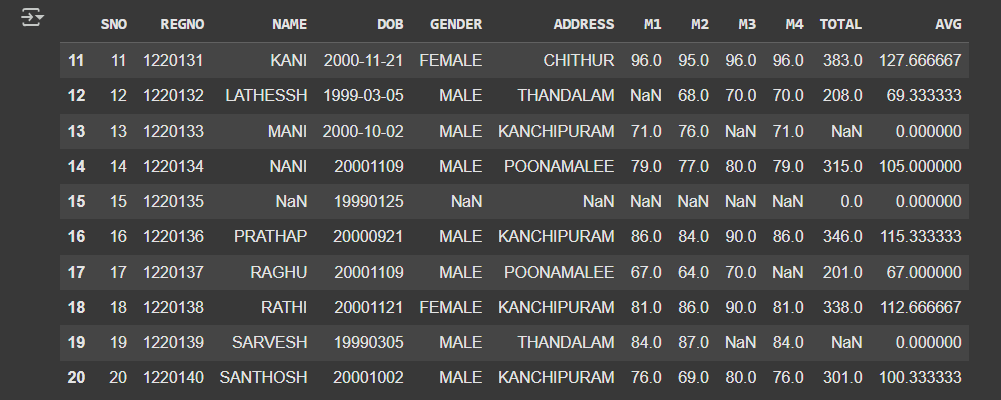 SNO REGNO NAME DOB GENDER ADDRESS M1 M2 M3 M4 TOTAL AVG
11 11 1220131 KANI 2000-11-21 FEMALE CHITHUR 96.0 95.0 96.0 96.0 383.0 127.666667
12 12 1220132 LATHESSH 1999-03-05 MALE THANDALAM NaN 68.0 70.0 70.0 208.0 69.333333
13 13 1220133 MANI 2000-10-02 MALE KANCHIPURAM 71.0 76.0 NaN 71.0 NaN 0.000000
14 14 1220134 NANI 20001109 MALE POONAMALEE 79.0 77.0 80.0 79.0 315.0 105.000000
15 15 1220135 NaN 19990125 NaN NaN NaN NaN NaN NaN 0.0 0.000000
16 16 1220136 PRATHAP 20000921 MALE KANCHIPURAM 86.0 84.0 90.0 86.0 346.0 115.333333
17 17 1220137 RAGHU 20001109 MALE POONAMALEE 67.0 64.0 70.0 NaN 201.0 67.000000
18 18 1220138 RATHI 20001121 FEMALE KANCHIPURAM 81.0 86.0 90.0 81.0 338.0 112.666667
19 19 1220139 SARVESH 19990305 MALE THANDALAM 84.0 87.0 NaN 84.0 NaN 0.000000
20 20 1220140 SANTHOSH 20001002 MALE KANCHIPURAM 76.0 69.0 80.0 76.0 301.0 100.333333